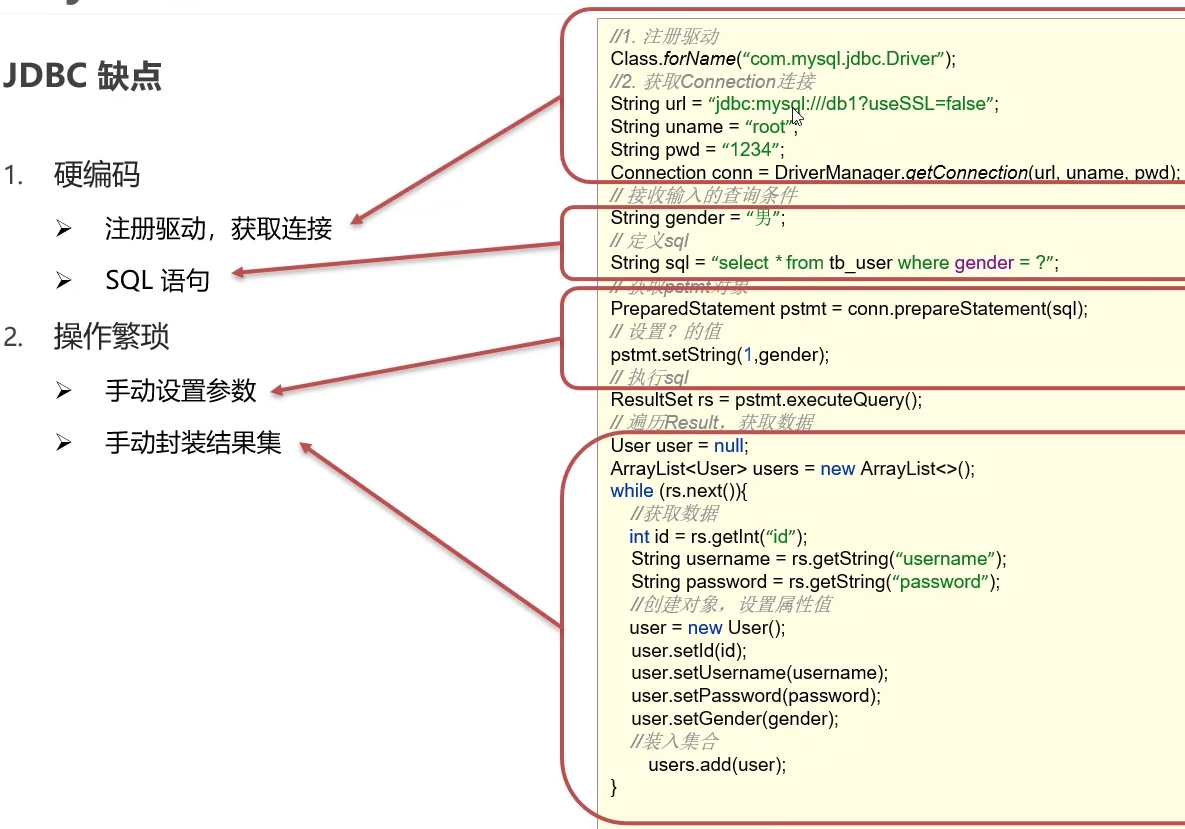 JDBC 缺点
1. 硬编码
➢ 注册驱动，获取连接
➢ SQL 语句
2. 操作繁琐
➢ 手动设置参数
➢ 手动封装结果集
//1. 注册驱动
Class.forName(“com.mysql.jdbc.Driver”);
//2. 获取Connection连接
String url = “jdbc:mysql:///db1?useSSL=false”;
String uname = “root”;
String pwd = “1234”;
Connection conn = DriverManager.getConnection(url, uname, pwd);
// 接收输入的查询条件
String gender = “男”;
// 定义sql
String sql = “select * from tb_user where gender = ?”;
// 获取pstmt对象
PreparedStatement pstmt = conn.prepareStatement(sql);
// 设置？的值
pstmt.setString(1,gender);
// 执行sql
ResultSet rs = pstmt.executeQuery();
// 遍历Result，获取数据
User user = null;
ArrayList<User> users = new ArrayList<>();
while (rs.next()){
//获取数据
int id = rs.getInt(“id”);
String username = rs.getString(“username”);
String password = rs.getString(“password”);
//创建对象，设置属性值
user = new User();
user.setId(id);
user.setUsername(username);
user.setPassword(password);
user.setGender(gender);
//装入集合
users.add(user);
}